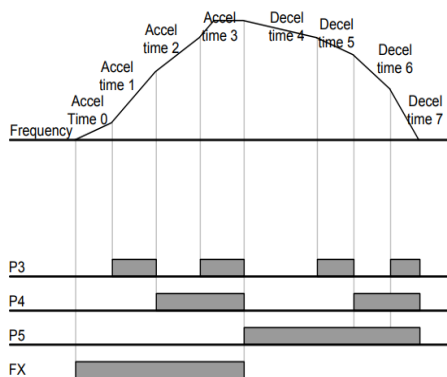 Accel
time 3
Decel
time 4
Decel
time 5
Accel
time 2
Decel
time 6
Accel
time 1
Decel
time 7
Accel
Time 0
Frequency
P3
P4
P5
FX